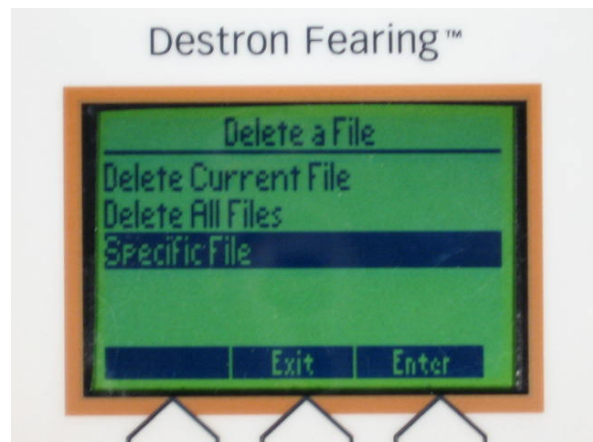 Destron Fearing™
Delete a File
Delete Current File
Delete All Files
Specific File
Exit Enter